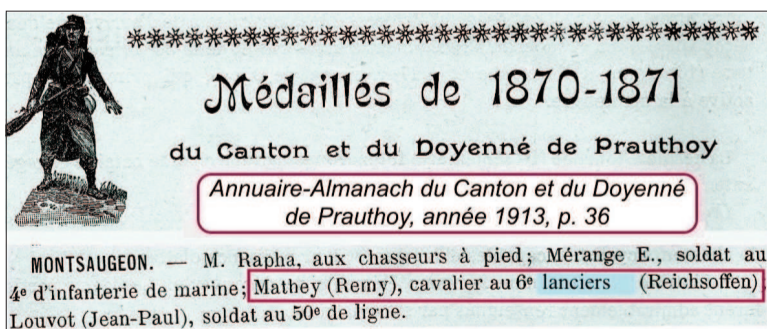 Médaillés de 1870-1871
du Canton et du Doyenné de Prauthoy
Annuaire-Almanach du Canton et du Doyenné
de Prauthoy, année 1913, p. 36
MONTSAUGEON. — M. Rapha, aux chasseurs à pied; Mérange E., soldat au
4e d'infanterie de marine; Mathey (Remy), cavalier au 6e lanciers (Reichsoffen)
Louvot (Jean-Paul), soldat au 50e de ligne.